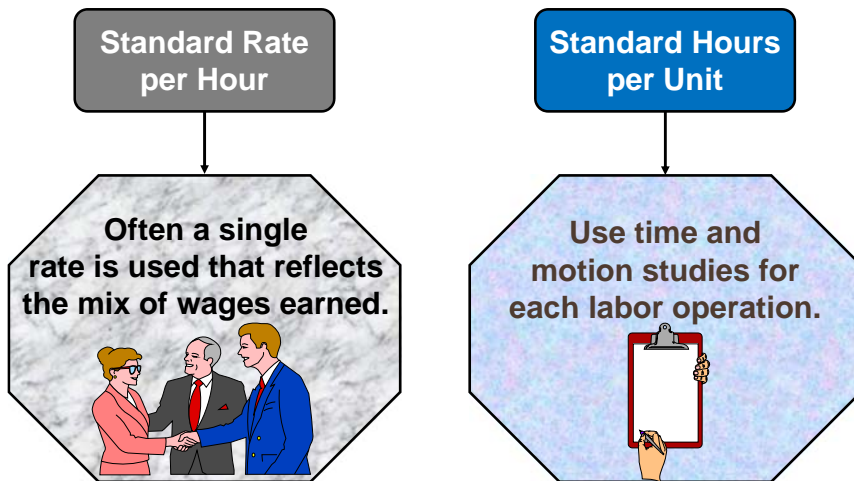 Standard Rate
per Hour
Standard Hours
per Unit
Often a single
rate is used that reflects
the mix of wages earned.
Use time and
motion studies for
each labor operation.